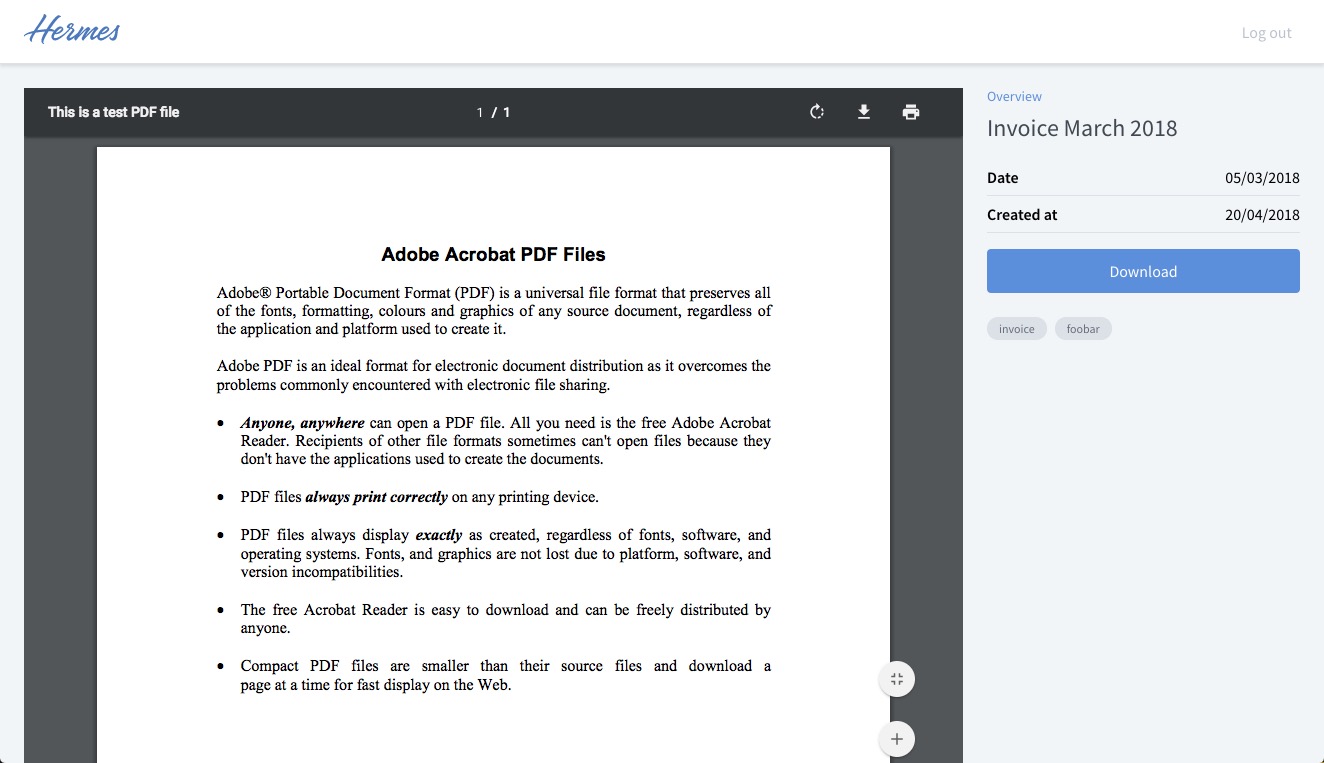 Hermes
Log out
This is a test PDF file
1 / 1
Overview
Invoice March 2018
Date 05/03/2018
Created at 20/04/2018
Download
invoice foobar
Adobe Acrobat PDF Files
Adobe® Portable Document Format (PDF) is a universal file format that preserves all
of the fonts, formatting, colours and graphics of any source document, regardless of
the application and platform used to create it.
Adobe PDF is an ideal format for electronic document distribution as it overcomes the
problems commonly encountered with electronic file sharing.
• Anyone, anywhere can open a PDF file. All you need is the free Adobe Acrobat
Reader. Recipients of other file formats sometimes can't open files because they
don't have the applications used to create the documents.
• PDF files always print correctly on any printing device.
• PDF files always display exactly as created, regardless of fonts, software, and
operating systems. Fonts, and graphics are not lost due to platform, software, and
version incompatibilities.
• The free Acrobat Reader is easy to download and can be freely distributed by
anyone.
• Compact PDF files are smaller than their source files and download a
page at a time for fast display on the Web.